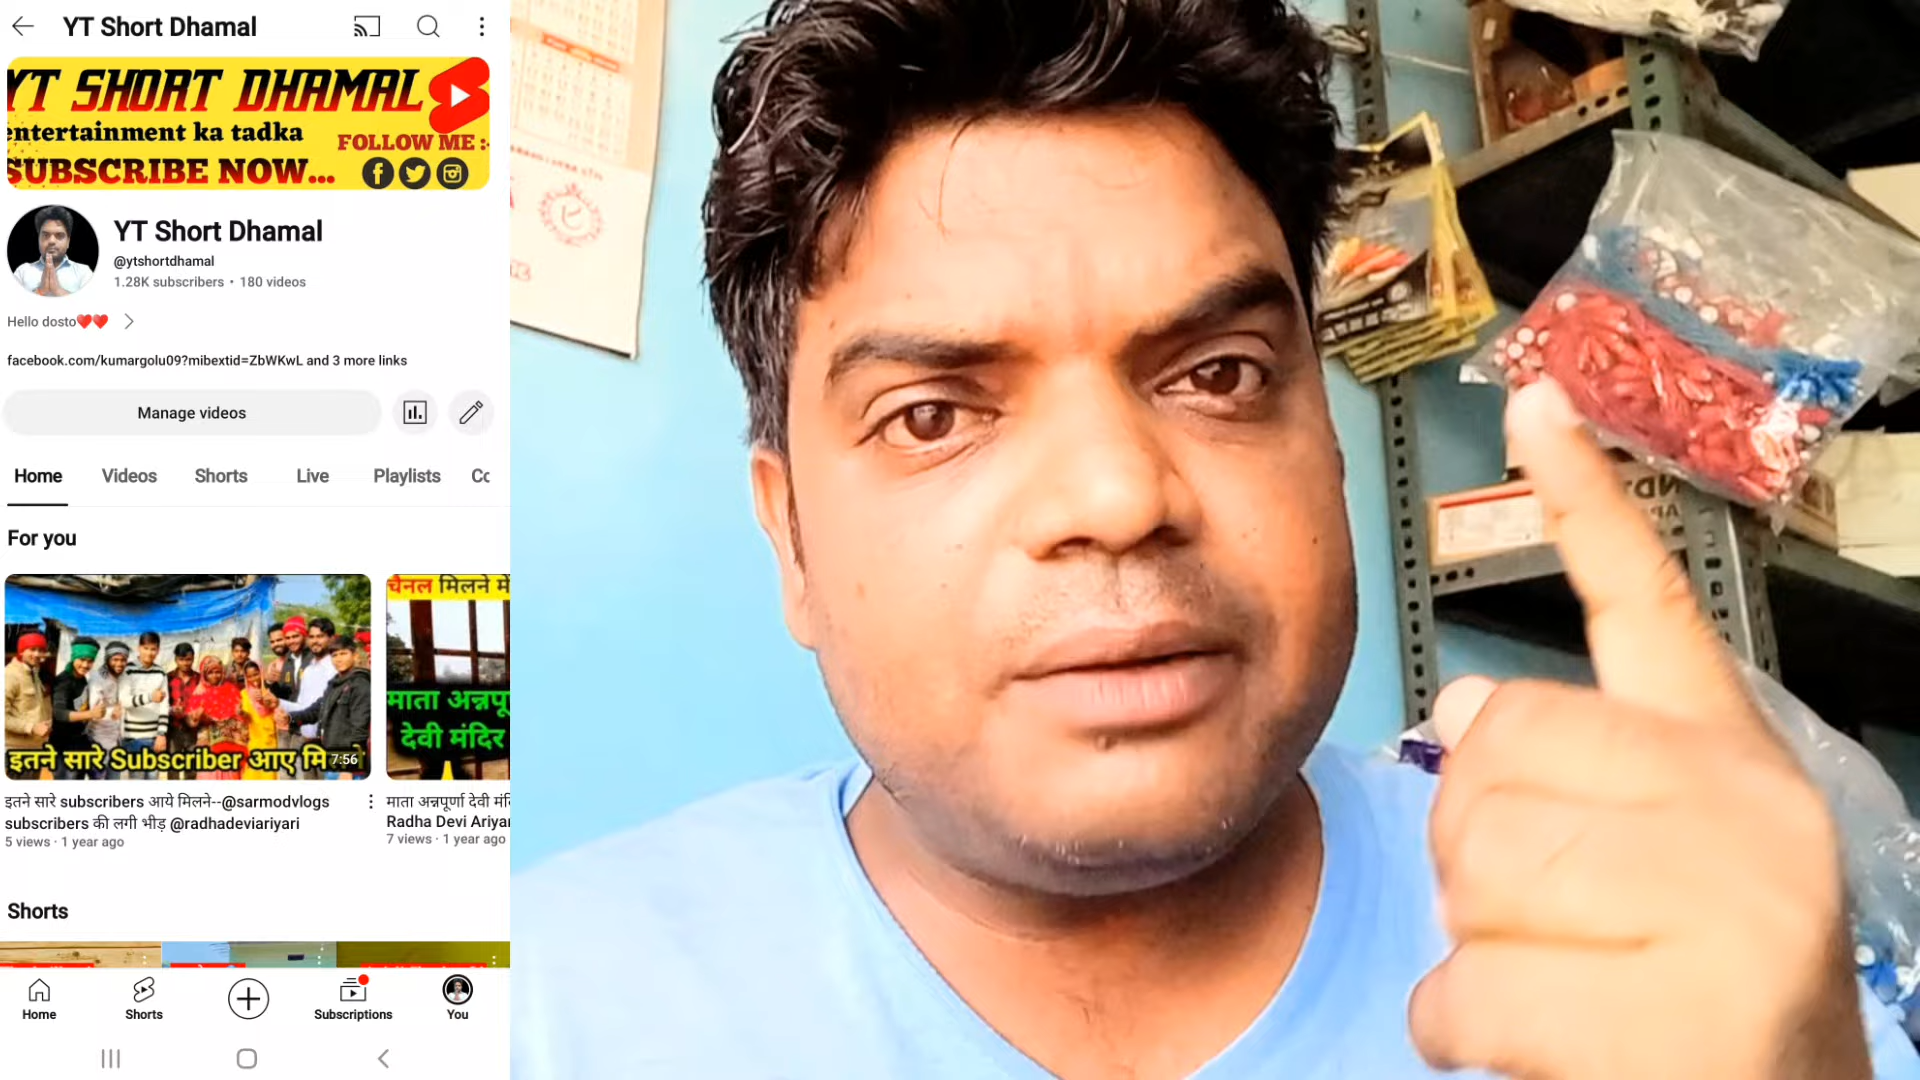 YT Short Dhamal
YT SHORT DHAMAL
entertainment ka tadka
FOLLOW ME :-
SUBSCRIBE NOW...
YT Short Dhamal
@ytshortdhamal
1.28K subscribers • 180 videos
Hello dosto❤️❤️
facebook.com/kumargolu09?mibextid=ZbWKwL and 3 more links
Manage videos
Home Videos Shorts Live Playlists Co
For you
इतने सारे Subscriber आए
7:56
चैनल मिलने में
माता अन्नपू
देवी मंदिर
इतने सारे subscribers आये मिलने--@sarmodvlogs
subscribers की लगी भीड़ @radhadeviariyari
5 views · 1 year ago
माता अन्नपूर्णा देवी
Radha Devi Ariyar
7 views · 1 year ago
Shorts
Home Shorts Subscriptions You